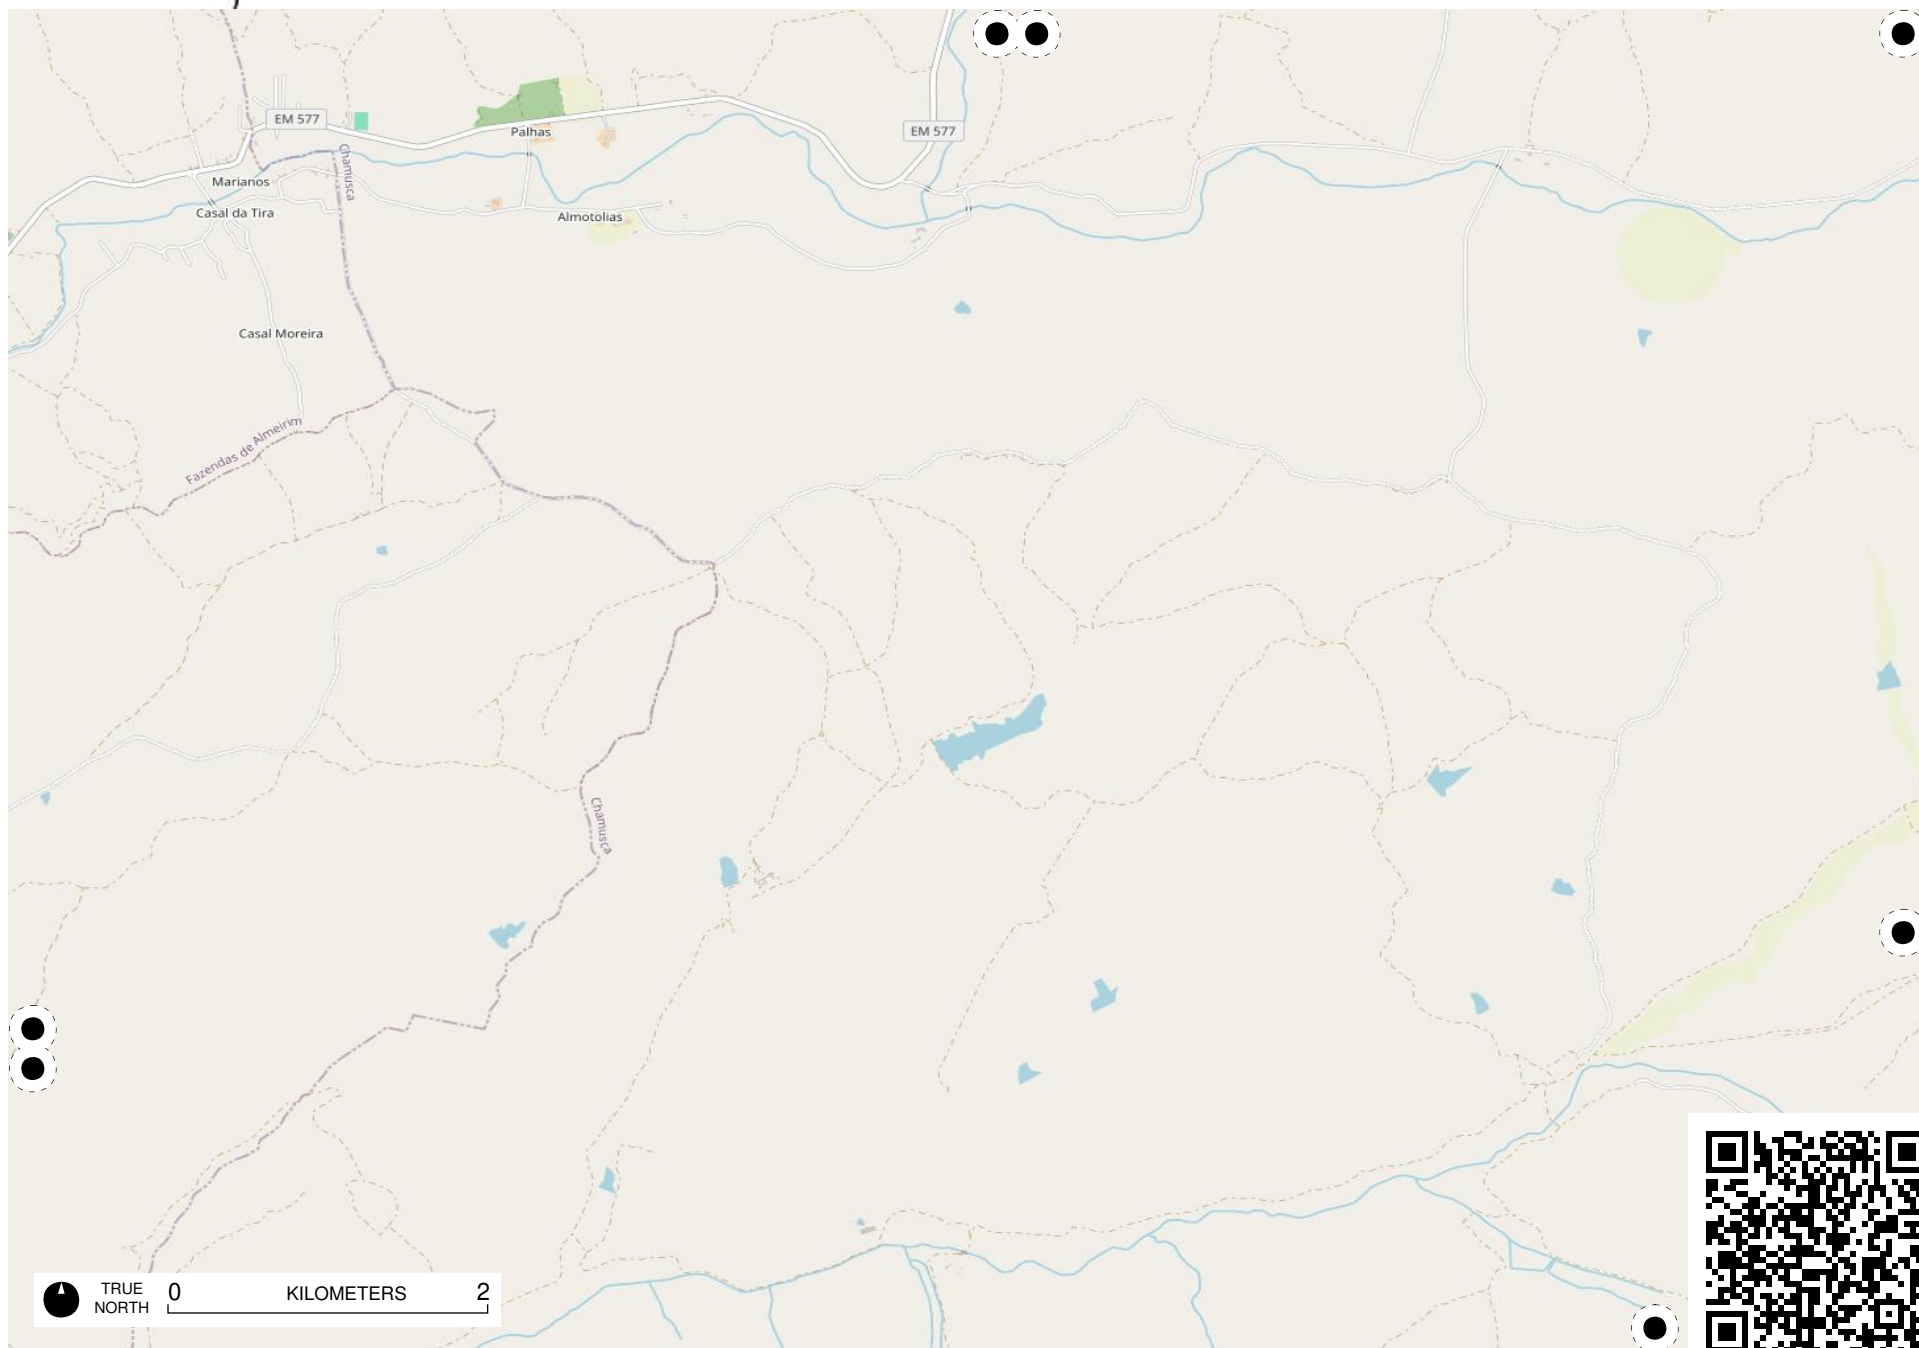 EM 577
Palhas
EM 577
Chamusca
Marianos
Casal da Tira
Almotolias
Casal Moreira
Fazendas de Almeirim
Chamusca
TRUE
NORTH
0 KILOMETERS 2